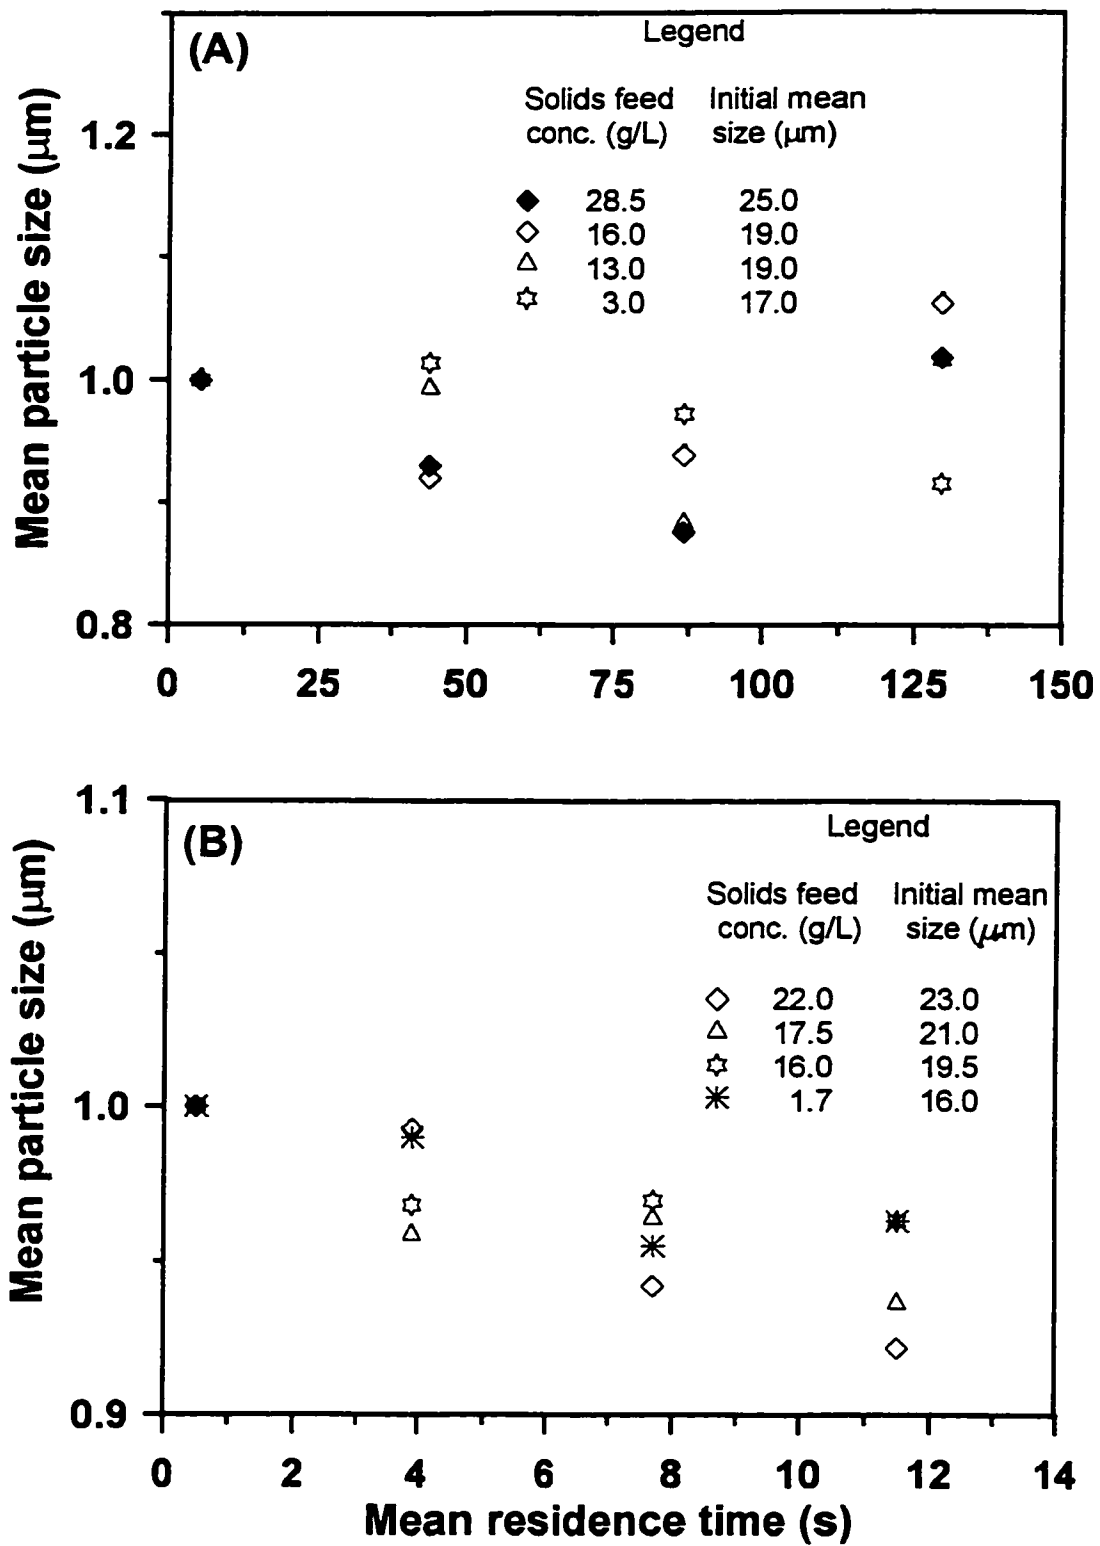 (A)
Legend
Solids feed Initial mean
conc. (g/L) size (μm)
28.5 25.0
16.0 19.0
13.0 19.0
3.0 17.0
Mean particle size (μm)
1.2
1.0
0.8
0 25 50 75 100 125 150
(B)
Legend
Solids feed Initial mean
conc. (g/L) size (μm)
22.0 23.0
17.5 21.0
16.0 19.5
1.7 16.0
Mean particle size (μm)
1.1
1.0
0.9
0 2 4 6 8 10 12 14
Mean residence time (s)